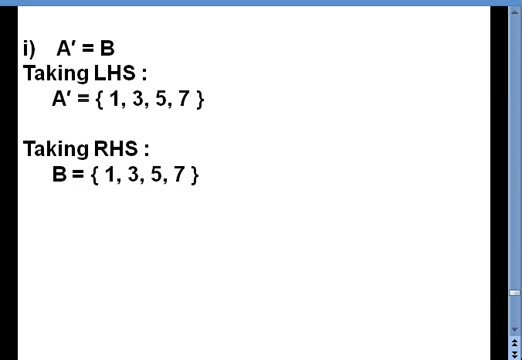 i) A′ = B
Taking LHS :
A′ = { 1, 3, 5, 7 }
Taking RHS :
B = { 1, 3, 5, 7 }